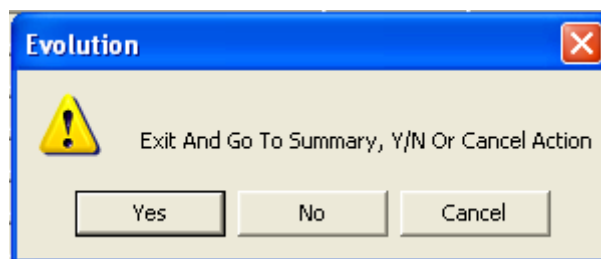 Evolution
Exit And Go To Summary, Y/N Or Cancel Action
Yes No Cancel